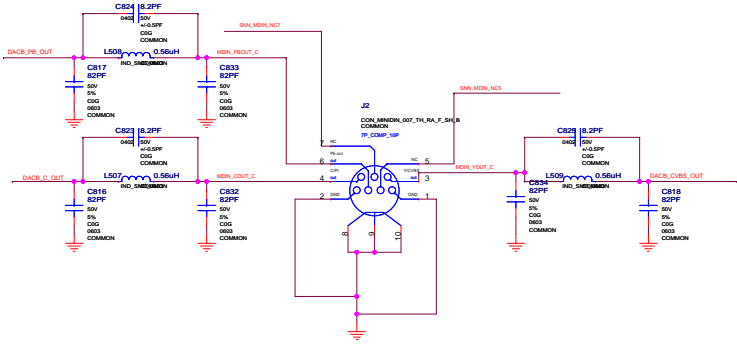 C824
8.2PF
0402
50V
+/-0.5PF
C0G
COMMON
SNN_MDIN_NC7
DACB_PB_OUT
L508
0.56uH
MDIN_PBOUT_C
C817
82PF
50V
5%
C0G
0603
COMMON
C833
82PF
50V
5%
C0G
0603
COMMON
SNN_MDIN_NC5
J2
CON_MINIDIN_007_TH_RA_F_SH_B
COMMON
7P_COMP_10P
C823
8.2PF
0402
50V
+/-0.5PF
C0G
COMMON
C825
8.2PF
0402
50V
+/-0.5PF
C0G
COMMON
7
NC
6
Pb out
out
NC
5
4
C/Pr
out
Y/CVBS
out
3
2
GND
GND
1
8
9
10
DACB_C_OUT
L507
0.56uH
MDIN_COUT_C
MDIN_YOUT_C
L509
0.56uH
DACB_CVBS_OUT
C816
82PF
50V
5%
C0G
0603
COMMON
C832
82PF
50V
5%
C0G
0603
COMMON
C834
82PF
50V
5%
C0G
0603
COMMON
C818
82PF
50V
5%
C0G
0603
COMMON